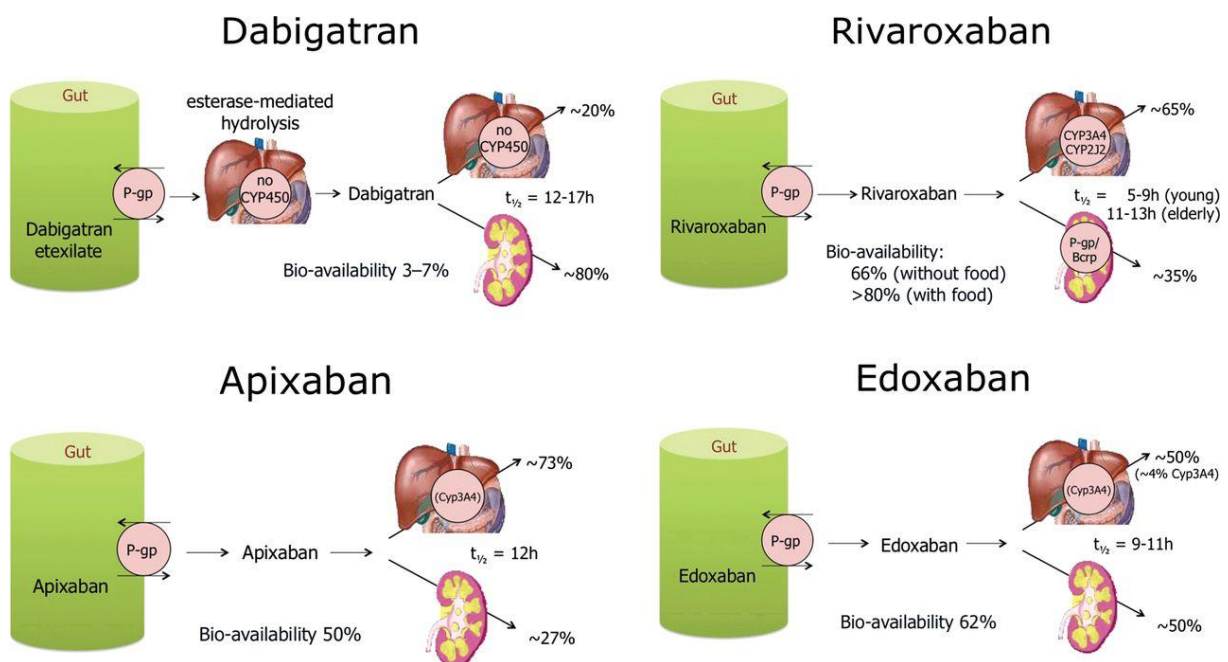 Dabigatran
Gut
P-gp
Dabigatran
etexilate
esterase-mediated
hydrolysis
no
CYP450
Dabigatran
Bio-availability 3–7%
no
CYP450
~20%
t½ = 12-17h
~80%
Rivaroxaban
Gut
P-gp
Rivaroxaban
Rivaroxaban
Bio-availability:
66% (without food)
>80% (with food)
CYP3A4
CYP2J2
~65%
t½ = 5-9h (young)
11-13h (elderly)
P-gp/
Bcrp
~35%
Apixaban
Gut
P-gp
Apixaban
Apixaban
Bio-availability 50%
(Cyp3A4)
~73%
t½ = 12h
~27%
Edoxaban
Gut
P-gp
Edoxaban
Edoxaban
Bio-availability 62%
(Cyp3A4)
~50%
(~4% Cyp3A4)
t½ = 9-11h
~50%